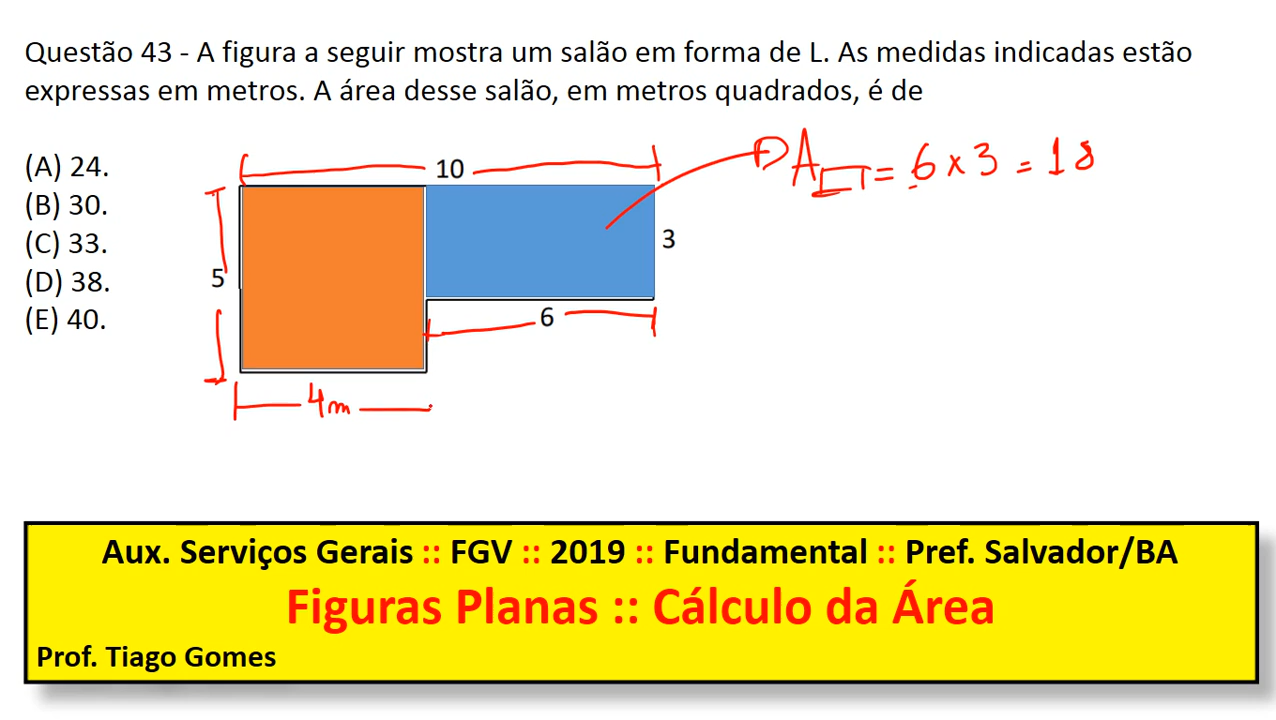 Questão 43 - A figura a seguir mostra um salão em forma de L. As medidas indicadas estão
expressas em metros. A área desse salão, em metros quadrados, é de
(A) 24.
(B) 30.
(C) 33.
(D) 38.
(E) 40.
10
5
3
6
4m
A = 6 x 3 = 18
Aux. Serviços Gerais :: FGV :: 2019 :: Fundamental :: Pref. Salvador/BA
Figuras Planas :: Cálculo da Área
Prof. Tiago Gomes